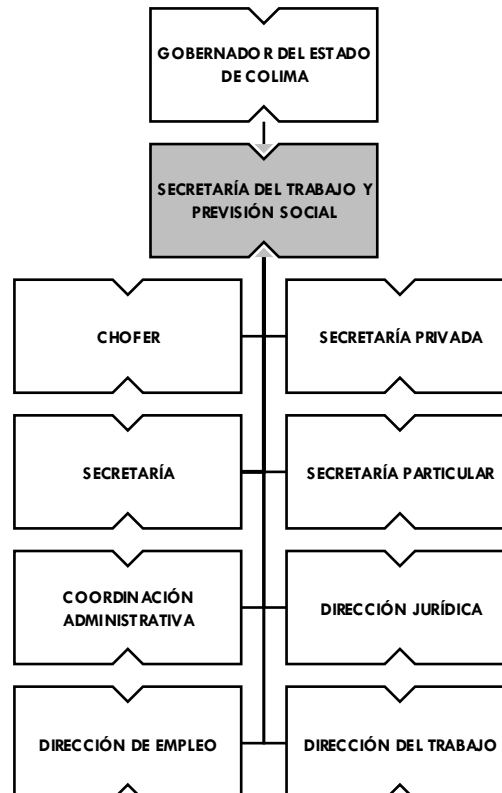 GOBERNADOR DEL ESTADO
DE COLIMA
SECRETARÍA DEL TRABAJO Y
PREVISIÓN SOCIAL
CHOFER
SECRETARÍA PRIVADA
SECRETARÍA
SECRETARÍA PARTICULAR
COORDINACIÓN
ADMINISTRATIVA
DIRECCIÓN JURÍDICA
DIRECCIÓN DE EMPLEO
DIRECCIÓN DEL TRABAJO